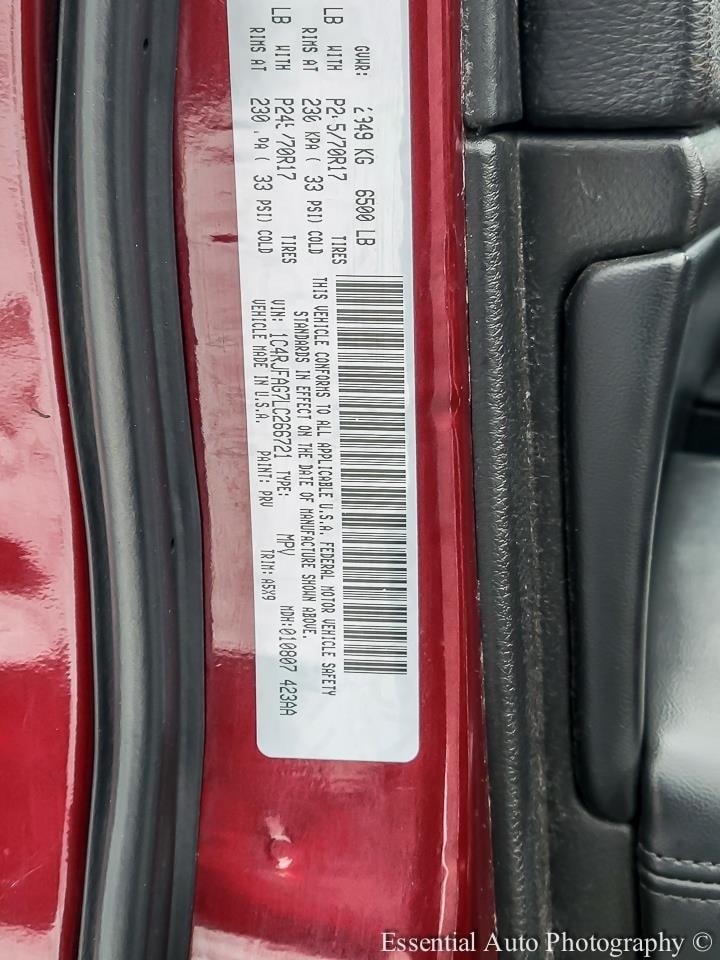 GVWR: 2949 KG 6500 LB
LB WITH P245/70R17 TIRES
RIMS AT 230 KPA ( 33 PSI) COLD
LB WITH P245/70R17 TIRES
RIMS AT 230 KPA ( 33 PSI) COLD
THIS VEHICLE CONFORMS TO ALL APPLICABLE U.S.A. FEDERAL MOTOR VEHICLE SAFETY
STANDARDS IN EFFECT ON THE DATE OF MANUFACTURE SHOWN ABOVE.
VIN: 1C4RJFAG7LC266721 TYPE: MPV MDH:010807 423AA
VEHICLE MADE IN U.S.A. PAINT: PRV TRIM: A5X9
Essential Auto Photography ©